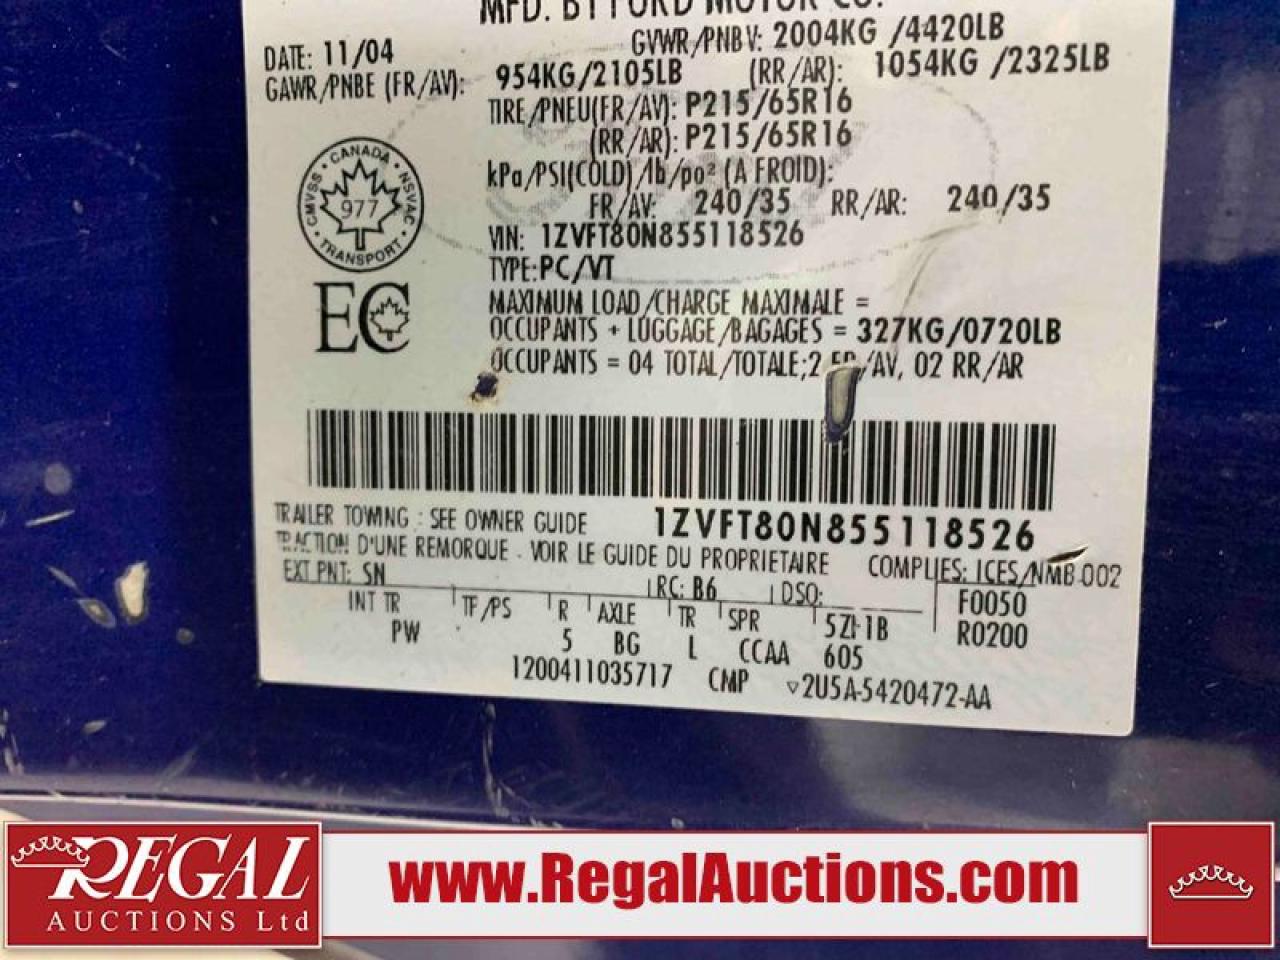 MFD. BY FORD MOTOR CO.
DATE: 11/04 GVWR/PNBV: 2004KG /4420LB
GAWR/PNBE (FR/AV): 954KG/2105LB (RR/AR): 1054KG /2325LB
TIRE/PNEU(FR/AV): P215/65R16
(RR/AR): P215/65R16
kPa/PSI(COLD)/lb/po² (A FROID):
FR/AV: 240/35 RR/AR: 240/35
VIN: 1ZVFT80N855118526
TYPE:PC/VT
MAXIMUM LOAD/CHARGE MAXIMALE =
OCCUPANTS + LUGGAGE/BAGAGES = 327KG/0720LB
OCCUPANTS = 04 TOTAL/TOTALE;2 FR/AV, 02 RR/AR
CMVSS • CANADA • NSVAC • TRANSPORT •
977
EC
TRAILER TOWING : SEE OWNER GUIDE 1ZVFT80N855118526
TRACTION D'UNE REMORQUE - VOIR LE GUIDE DU PROPRIETAIRE COMPLIES: ICES/NMB-002
EXT PNT: SN RC: B6 DSO: F0050
INT TR TF/PS R AXLE TR SPR 5ZH1B R0200
PW 5 BG L CCAA 605
1200411035717 CMP ▽2U5A-5420472-AA
REGAL
AUCTIONS Ltd
www.RegalAuctions.com